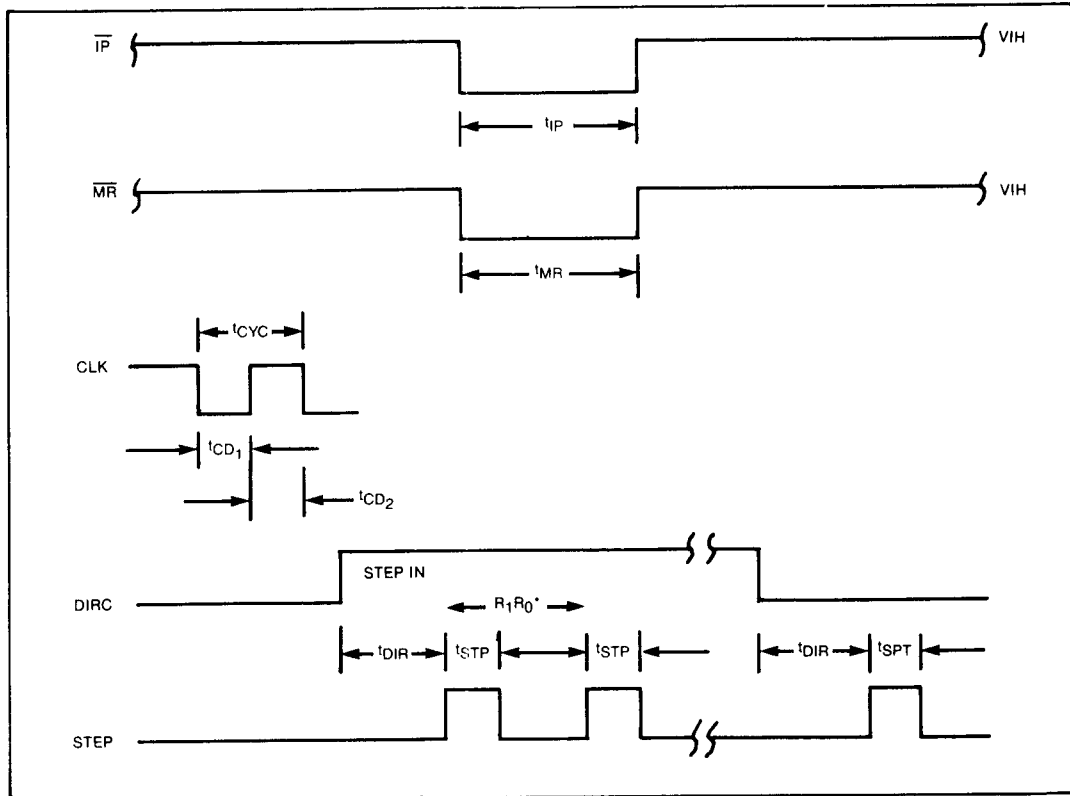 IP VIH
tIP
MR VIH
tMR
tCYC
CLK
tCD1
tCD2
STEP IN
DIRC
R1R0*
tDIR tSTP tSTP tDIR tSPT
STEP